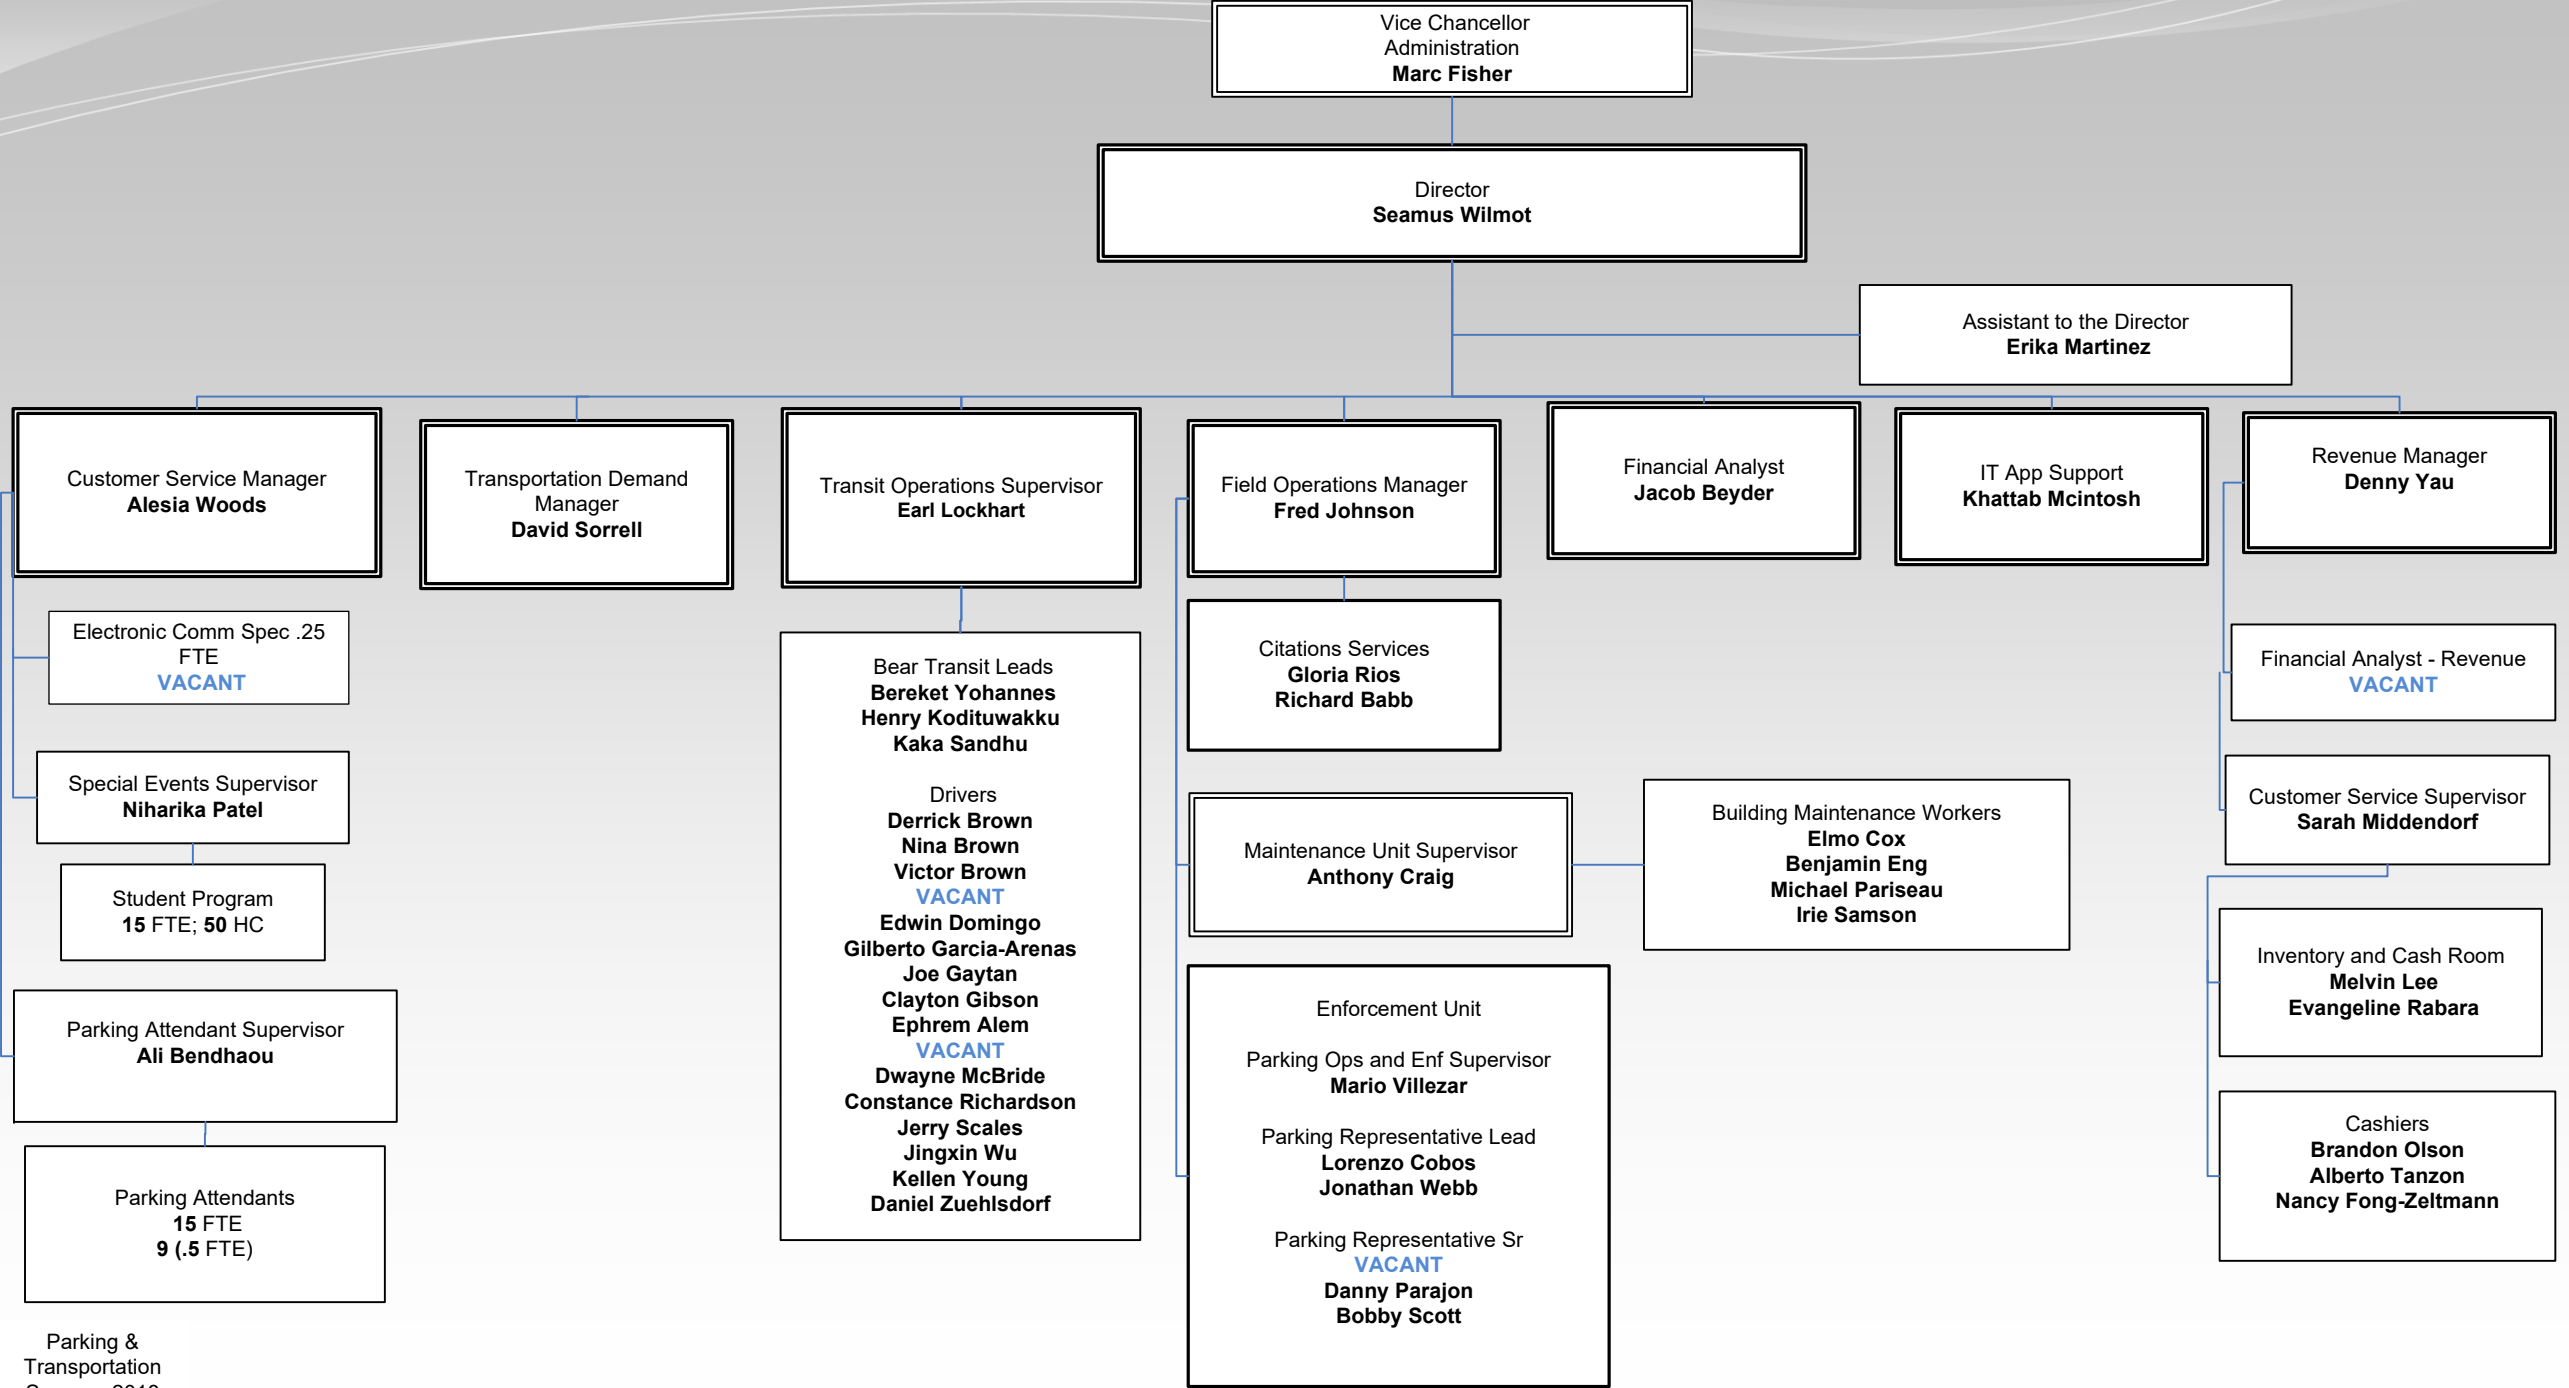 Vice Chancellor
Administration
Marc Fisher
Director
Seamus Wilmot
Assistant to the Director
Erika Martinez
Customer Service Manager
Alesia Woods
Transportation Demand
Manager
David Sorrell
Transit Operations Supervisor
Earl Lockhart
Field Operations Manager
Fred Johnson
Financial Analyst
Jacob Beyder
IT App Support
Khattab Mcintosh
Revenue Manager
Denny Yau
Electronic Comm Spec .25
FTE
VACANT
Special Events Supervisor
Niharika Patel
Student Program
15 FTE; 50 HC
Parking Attendant Supervisor
Ali Bendhaou
Parking Attendants
15 FTE
9 (.5 FTE)
Bear Transit Leads
Bereket Yohannes
Henry Kodituwakku
Kaka Sandhu
Drivers
Derrick Brown
Nina Brown
Victor Brown
VACANT
Edwin Domingo
Gilberto Garcia-Arenas
Joe Gaytan
Clayton Gibson
Ephrem Alem
VACANT
Dwayne McBride
Constance Richardson
Jerry Scales
Jingxin Wu
Kellen Young
Daniel Zuehlsdorf
Citations Services
Gloria Rios
Richard Babb
Maintenance Unit Supervisor
Anthony Craig
Building Maintenance Workers
Elmo Cox
Benjamin Eng
Michael Pariseau
Irie Samson
Enforcement Unit
Parking Ops and Enf Supervisor
Mario Villezar
Parking Representative Lead
Lorenzo Cobos
Jonathan Webb
Parking Representative Sr
VACANT
Danny Parajon
Bobby Scott
Financial Analyst - Revenue
VACANT
Customer Service Supervisor
Sarah Middendorf
Inventory and Cash Room
Melvin Lee
Evangeline Rabara
Cashiers
Brandon Olson
Alberto Tanzon
Nancy Fong-Zeltmann
Parking &
Transportation